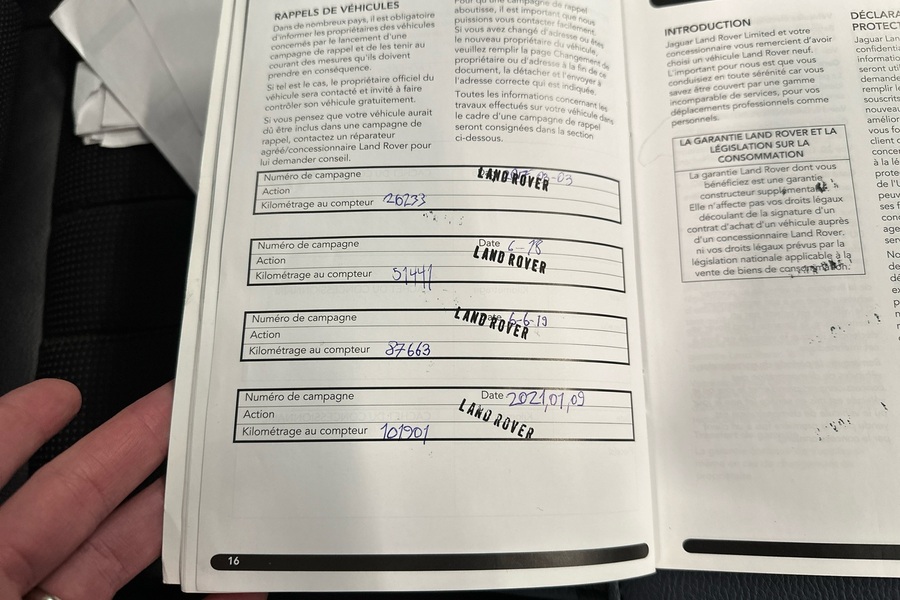 RAPPELS DE VÉHICULES
Dans de nombreux pays, il est obligatoire
d'informer les propriétaires des véhicules
concernés par le lancement d'une
campagne de rappel et de les tenir au
courant des mesures qu'ils doivent
prendre en conséquence.
Si tel est le cas, le propriétaire officiel du
véhicule sera contacté et invité à faire
contrôler son véhicule gratuitement.
Si vous pensez que votre véhicule aurait
dû être inclus dans une campagne de
rappel, contactez un réparateur
agréé/concessionnaire Land Rover pour
lui demander conseil.
Pour qu'une campagne de rappel
aboutisse, il est important que nous
puissions vous contacter facilement.
Si vous avez changé d'adresse ou êtes
le nouveau propriétaire du véhicule,
veuillez remplir la page Changement de
propriétaire ou d'adresse à la fin de ce
document, la détacher et l'envoyer à
l'adresse correcte qui est indiquée.
Toutes les informations concernant les
travaux effectués sur votre véhicule dans
le cadre d'une campagne de rappel
seront consignées dans la section
ci-dessous.
Numéro de campagne
LAND ROVER
Action
Kilométrage au compteur 26233
Numéro de campagne Date 6-18
Action LAND ROVER
Kilométrage au compteur 51441
Numéro de campagne 6-6-19
LAND ROVER
Action
Kilométrage au compteur 87663
Numéro de campagne Date 2021,01,09
Action LAND ROVER
Kilométrage au compteur 101901
16
INTRODUCTION
Jaguar Land Rover Limited et votre
concessionnaire vous remercient d'avoir
choisi un véhicule Land Rover neuf.
L'important pour nous est que vous
conduisiez en toute sérénité car vous
savez être couvert par une gamme
incomparable de services, pour vos
déplacements professionnels comme
personnels.
LA GARANTIE LAND ROVER ET LA
LÉGISLATION SUR LA
CONSOMMATION
La garantie Land Rover dont vous
bénéficiez est une garantie
constructeur supplémentaire.
Elle n'affecte pas vos droits légaux
découlant de la signature d'un
contrat d'achat d'un véhicule auprès
d'un concessionnaire Land Rover,
ni vos droits légaux prévus par la
législation nationale applicable à la
vente de biens de consommation.